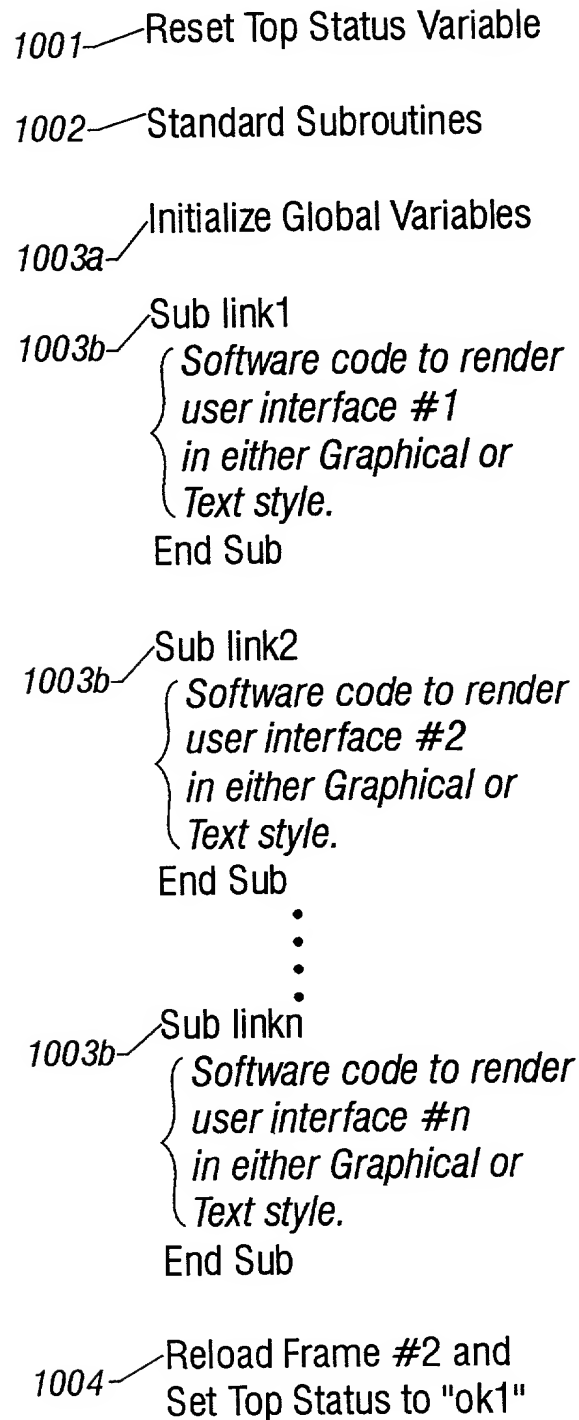 1001 Reset Top Status Variable
1002 Standard Subroutines
Initialize Global Variables
1003a
Sub link1
1003b
Software code to render
user interface #1
in either Graphical or
Text style.
End Sub
Sub link2
1003b
Software code to render
user interface #2
in either Graphical or
Text style.
End Sub
Sub linkn
1003b
Software code to render
user interface #n
in either Graphical or
Text style.
End Sub
Reload Frame #2 and
1004
Set Top Status to "ok1"